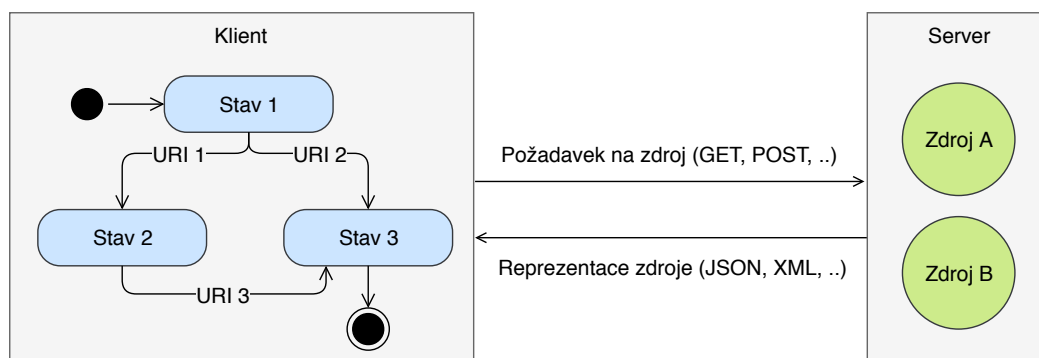 Klient
Server
Stav 1
URI 1
URI 2
Stav 2
Stav 3
URI 3
Požadavek na zdroj (GET, POST, ..)
Reprezentace zdroje (JSON, XML, ..)
Zdroj A
Zdroj B